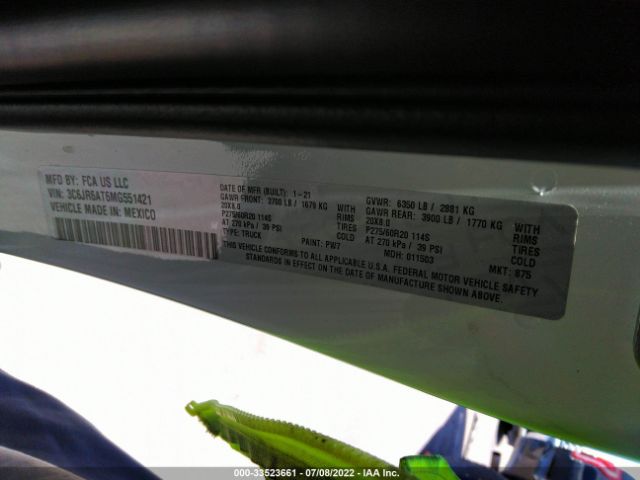 MFD BY: FCA US LLC
VIN: 3C6JR6AT6MG551421
VEHICLE MADE IN: MEXICO
DATE OF MFR (BUILT): 1-21
GAWR FRONT: 3700 LB / 1679 KG WITH
20X8.0 RIMS
P275/60R20 114S TIRES
AT 270 kPa / 39 PSI COLD
TYPE: TRUCK PAINT: PW7
GVWR: 6350 LB / 2881 KG
GAWR REAR: 3900 LB / 1770 KG WITH
20X8.0 RIMS
P275/60R20 114S TIRES
AT 270 kPa / 39 PSI COLD
MDH: 011503 MKT: 875
THIS VEHICLE CONFORMS TO ALL APPLICABLE U.S.A. FEDERAL MOTOR VEHICLE SAFETY
STANDARDS IN EFFECT ON THE DATE OF MANUFACTURE SHOWN ABOVE.
000-33523661 - 07/08/2022 - IAA Inc.